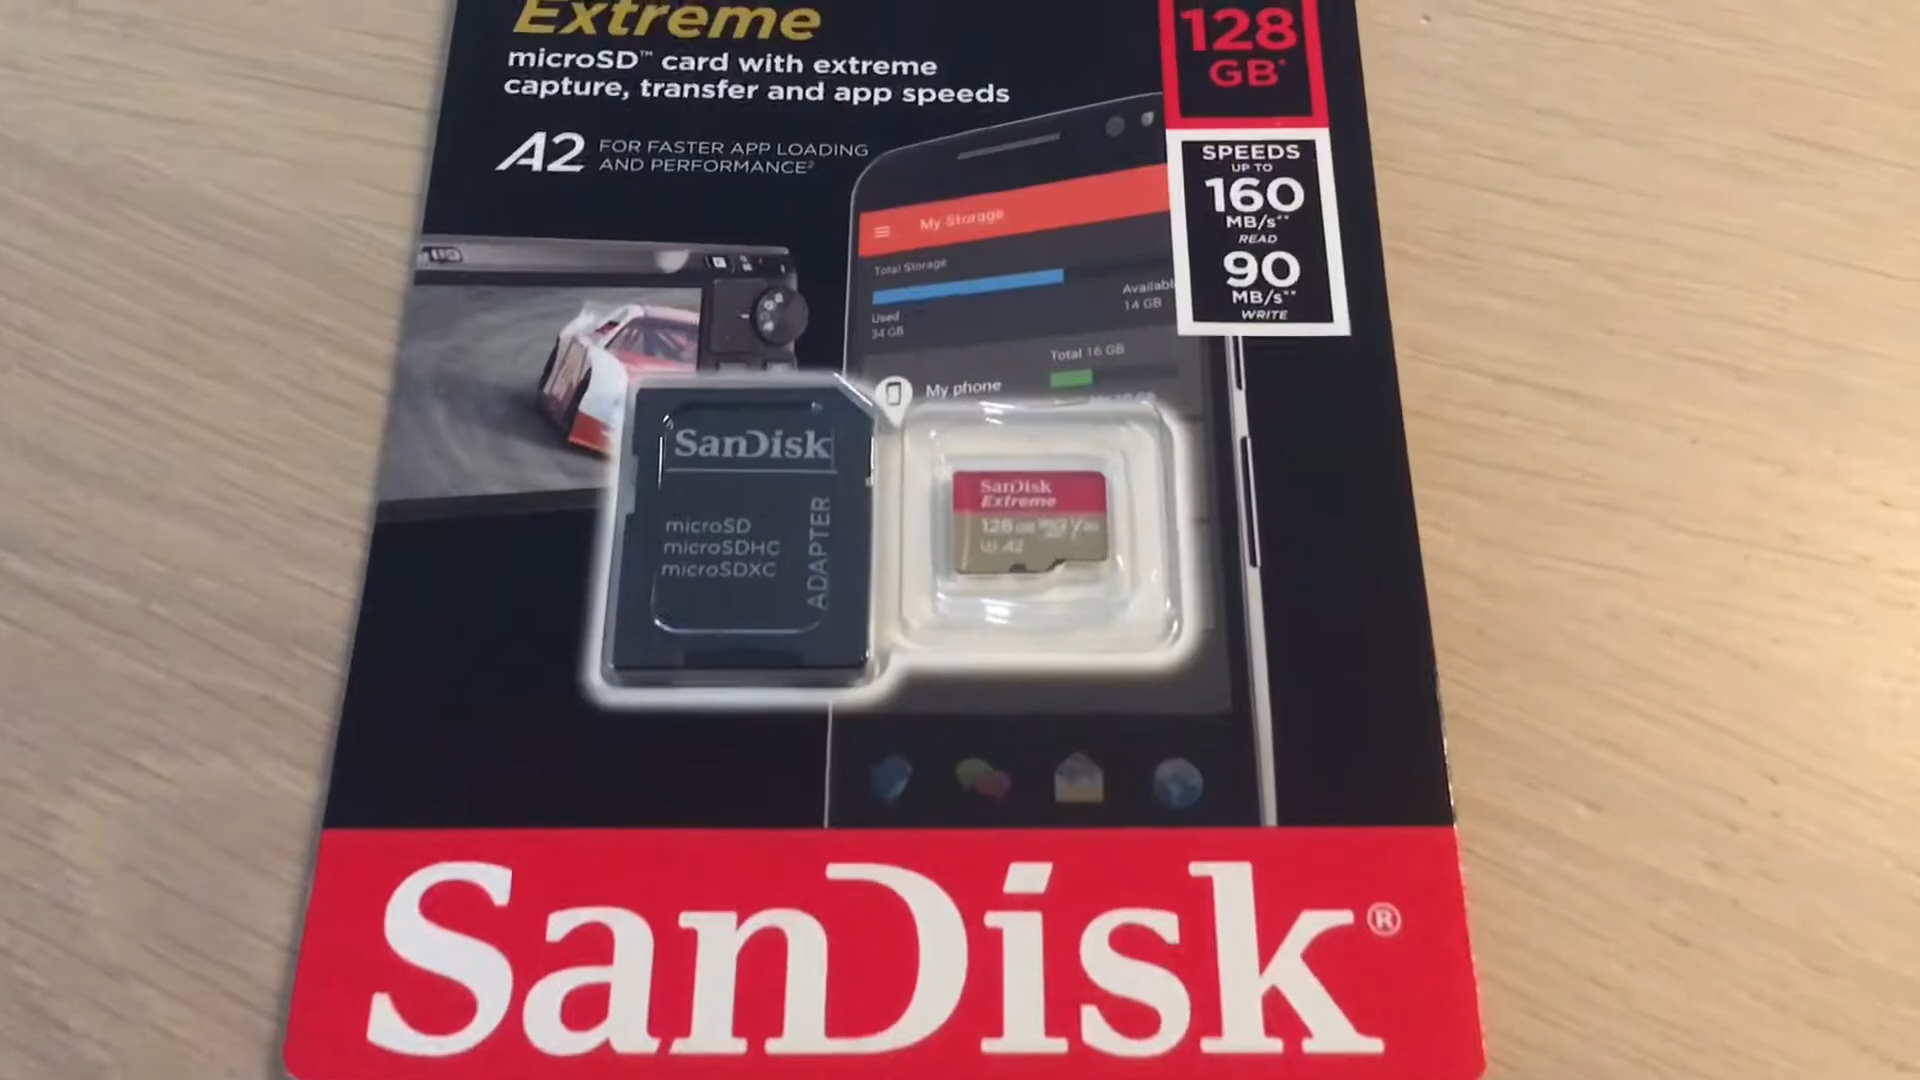 Extreme
microSD™ card with extreme
capture, transfer and app speeds
A2 FOR FASTER APP LOADING
AND PERFORMANCE²
128
GB*
SPEEDS
UP TO
160
MB/s**
READ
90
MB/s**
WRITE
My Storage
Total Storage
Used
34 GB
14 GB
Total 16 GB
My phone
SanDisk
microSD
microSDHC
microSDXC
ADAPTER
SanDisk
Extreme
128 GB
A2
SanDisk®